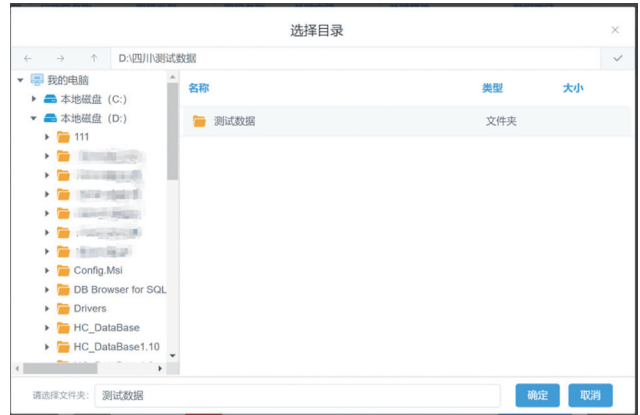 选择目录
D:\四川\测试数据
我的电脑
本地磁盘 (C:)
本地磁盘 (D:)
111
Config.Msi
DB Browser for SQL
Drivers
HC_DataBase
HC_DataBase1.10
名称 类型 大小
测试数据 文件夹
请选择文件夹: 测试数据 确定 取消